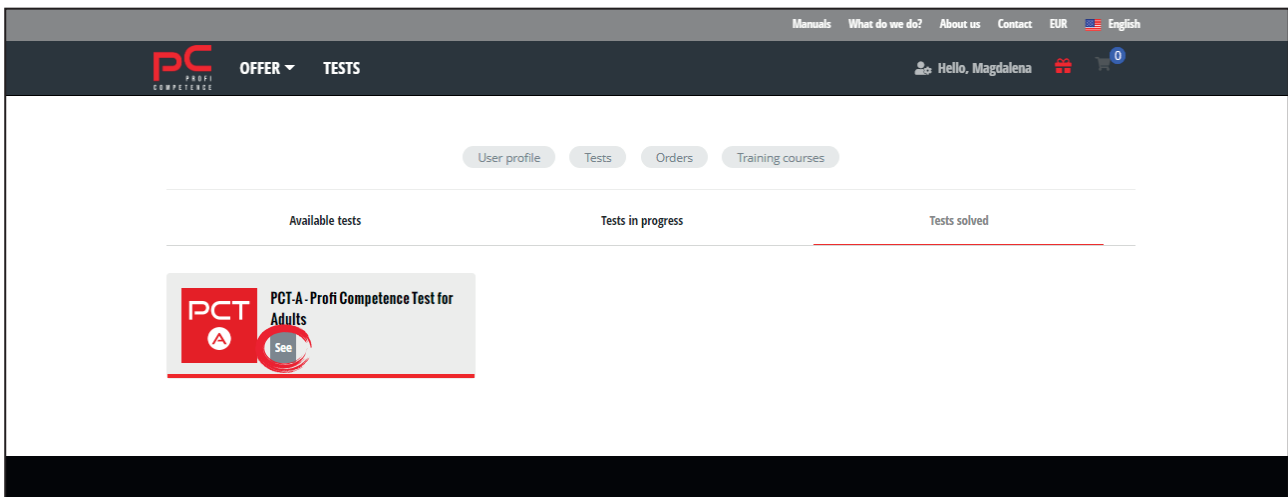 Manuals What do we do? About us Contact EUR English
PC
PROFI
COMPETENCE
OFFER TESTS Hello, Magdalena 0
User profile Tests Orders Training courses
Available tests Tests in progress Tests solved
PCT
A
PCT-A - Profi Competence Test for
Adults
See